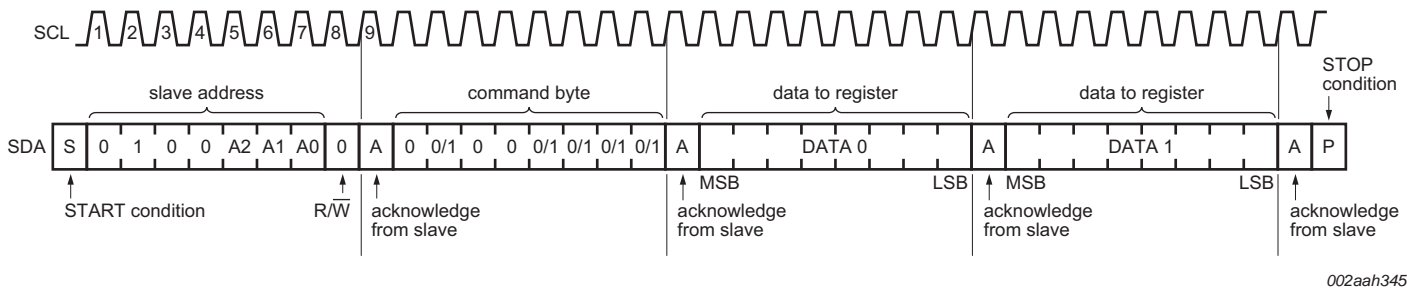 SCL 1 2 3 4 5 6 7 8 9
STOP
condition
slave address command byte data to register data to register
SDA S 0 1 0 0 A2 A1 A0 0 A 0 0/1 0 0 0/1 0/1 0/1 0/1 A DATA 0 A DATA 1 A P
MSB LSB MSB LSB
START condition R/W̅ acknowledge from slave acknowledge from slave acknowledge from slave acknowledge from slave
002aah345